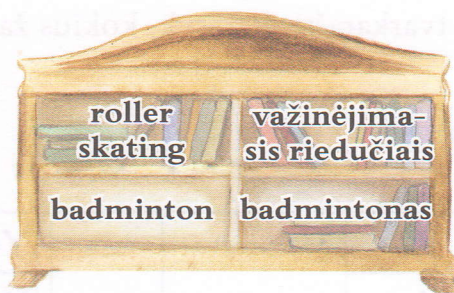 roller
skating
važinėjima-
sis riedučiais
badminton
badmintonas